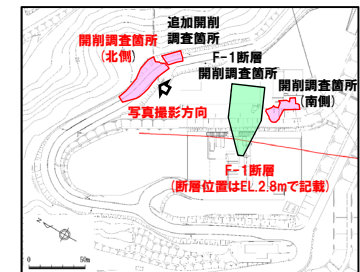 追加開削
調査箇所
開削調査箇所
(北側)
F-1断層
開削調査箇所
開削調査箇所
(南側)
写真撮影方向
F-1断層
(断層位置はEL.2.8mで記載)
N
0 50m